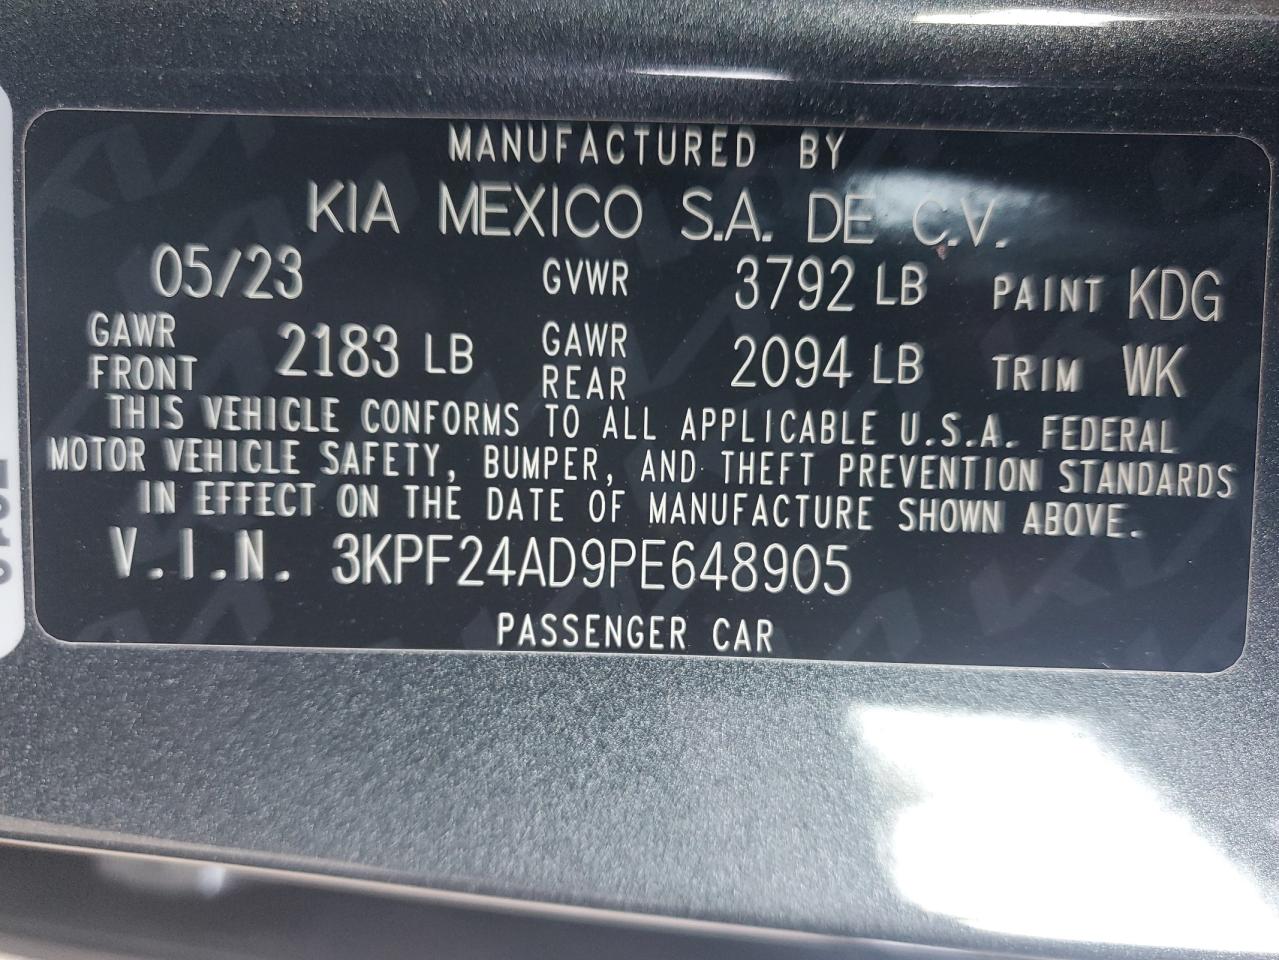 MANUFACTURED BY
KIA MEXICO S.A. DE C.V.
05/23 GVWR 3792 LB PAINT KDG
GAWR FRONT 2183 LB GAWR REAR 2094 LB TRIM WK
THIS VEHICLE CONFORMS TO ALL APPLICABLE U.S.A. FEDERAL
MOTOR VEHICLE SAFETY, BUMPER, AND THEFT PREVENTION STANDARDS
IN EFFECT ON THE DATE OF MANUFACTURE SHOWN ABOVE.
V.I.N. 3KPF24AD9PE648905
PASSENGER CAR